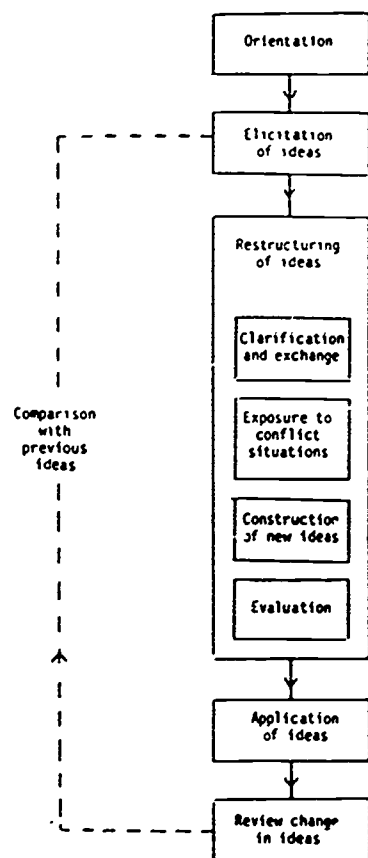 Orientation
Elicitation
of ideas
Restructuring
of ideas
Clarification
and exchange
Exposure to
conflict
situations
Construction
of new ideas
Evaluation
Comparison
with
previous
ideas
Application
of ideas
Review change
in ideas